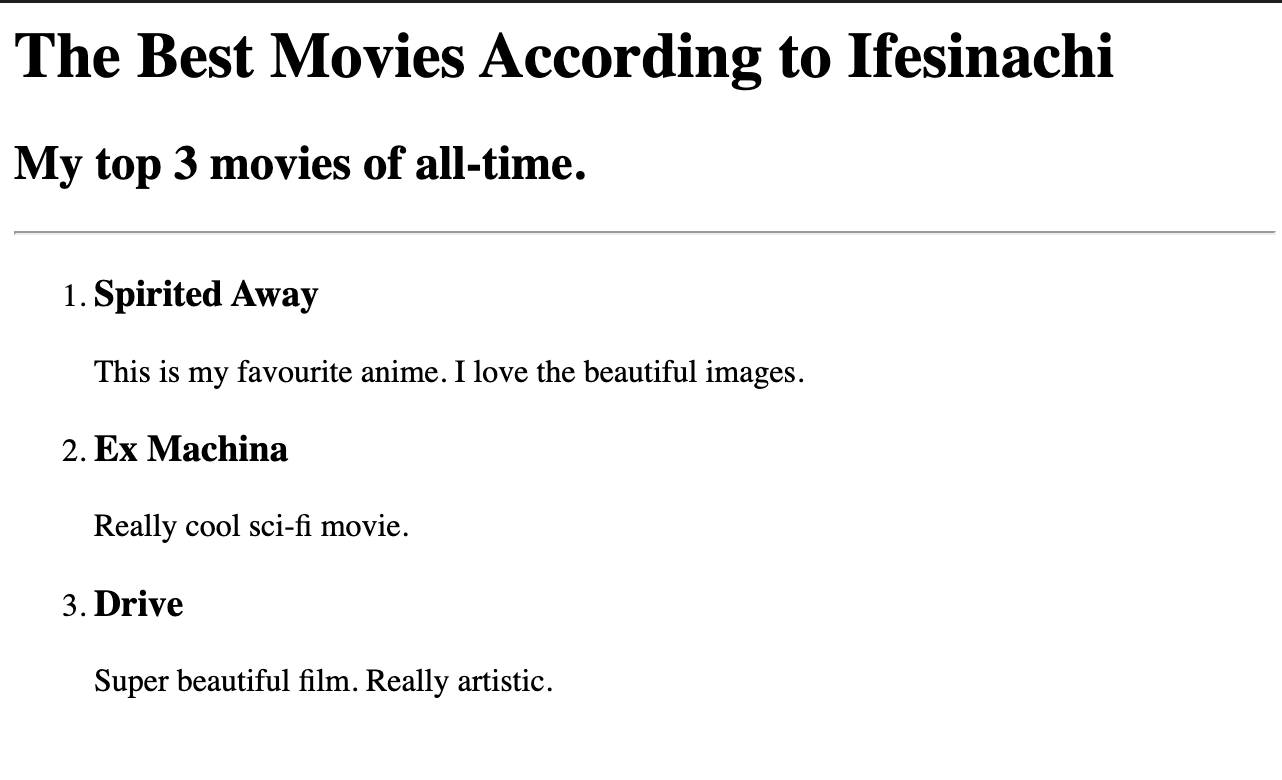 The Best Movies According to Ifesinachi
My top 3 movies of all-time.
1. Spirited Away
This is my favourite anime. I love the beautiful images.
2. Ex Machina
Really cool sci-fi movie.
3. Drive
Super beautiful film. Really artistic.